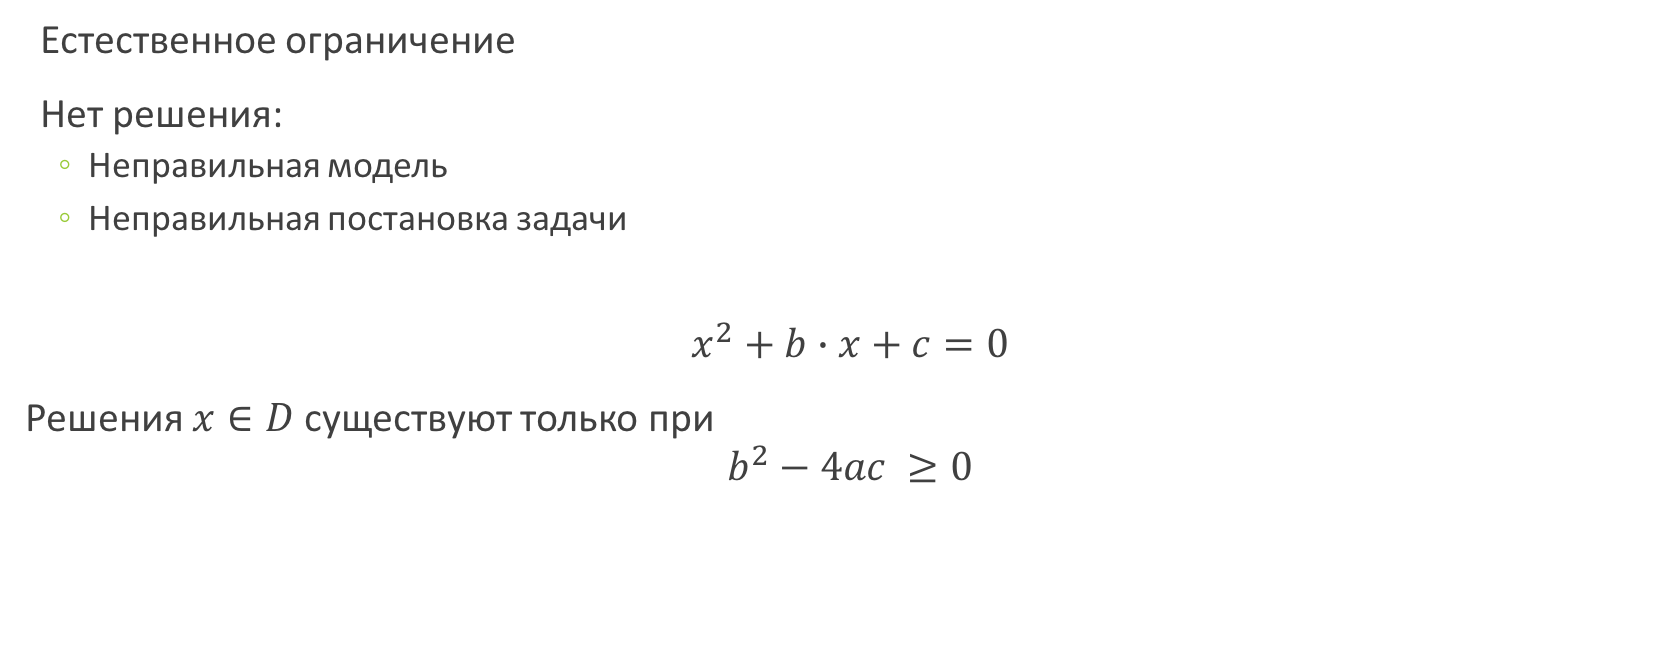 Естественное ограничение
Нет решения:
◦ Неправильная модель
◦ Неправильная постановка задачи
𝑥² + 𝑏 · 𝑥 + 𝑐 = 0
Решения 𝑥 ∈ 𝐷 существуют только при
𝑏² − 4𝑎𝑐 ≥ 0